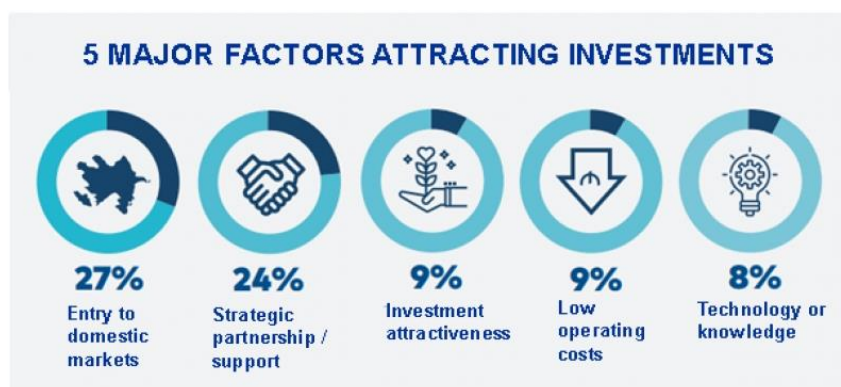 5 MAJOR FACTORS ATTRACTING INVESTMENTS
27%
Entry to
domestic
markets
24%
Strategic
partnership /
support
9%
Investment
attractiveness
₼
9%
Low
operating
costs
8%
Technology or
knowledge